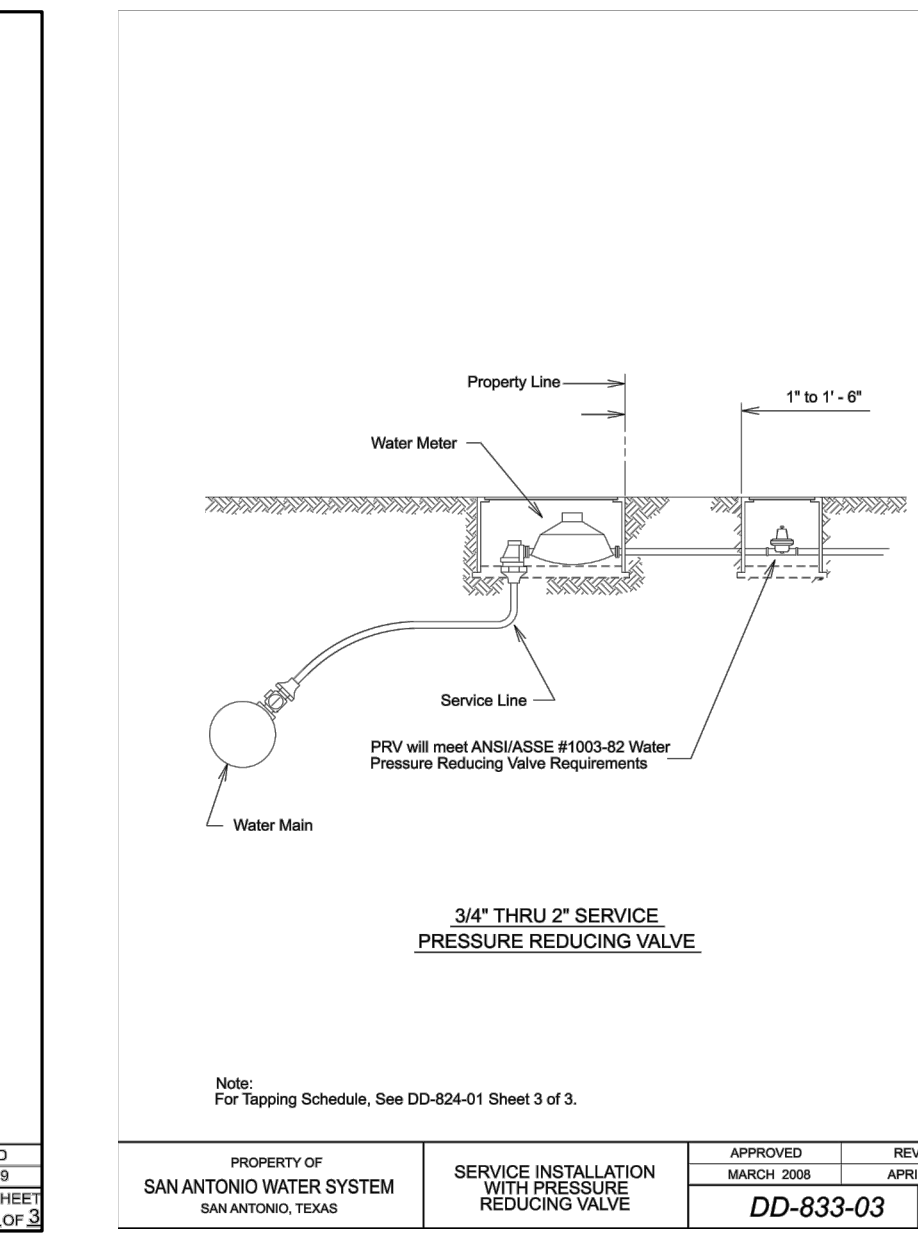 Property Line
1" to 1' - 6"
Water Meter
Service Line
PRV will meet ANSI/ASSE #1003-82 Water
Pressure Reducing Valve Requirements
Water Main
3/4" THRU 2" SERVICE
PRESSURE REDUCING VALVE
Note:
For Tapping Schedule, See DD-824-01 Sheet 3 of 3.
PROPERTY OF
SAN ANTONIO WATER SYSTEM
SAN ANTONIO, TEXAS
SERVICE INSTALLATION
WITH PRESSURE
REDUCING VALVE
APPROVED
MARCH 2008
DD-833-03
9
OF 3